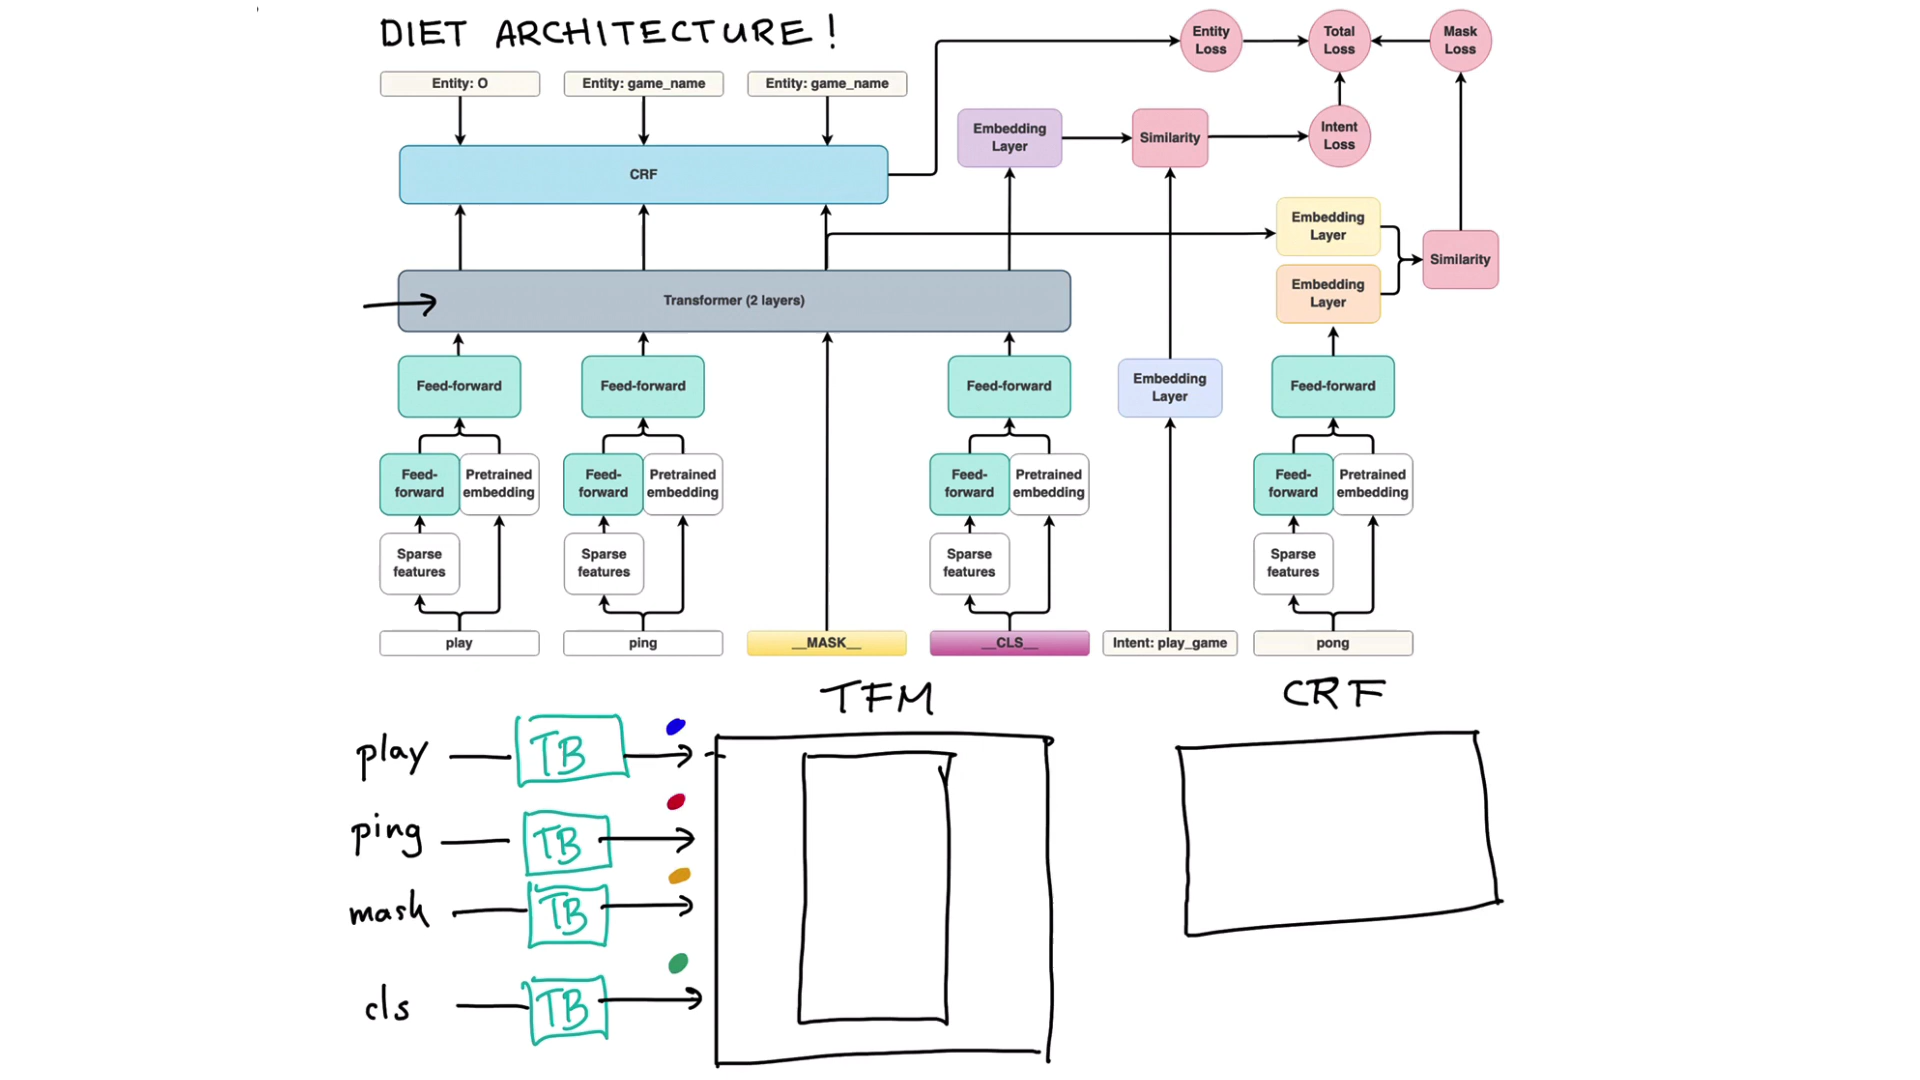 DIET ARCHITECTURE!
Entity: O
Entity: game_name
Entity: game_name
CRF
Transformer (2 layers)
Entity
Loss
Total
Loss
Mask
Loss
Embedding
Layer
Similarity
Intent
Loss
Embedding
Layer
Embedding
Layer
Similarity
Feed-forward
Feed-forward
Feed-forward
Embedding
Layer
Feed-forward
Feed-
forward
Pretrained
embedding
Feed-
forward
Pretrained
embedding
Feed-
forward
Pretrained
embedding
Feed-
forward
Pretrained
embedding
Sparse
features
Sparse
features
Sparse
features
Sparse
features
play
ping
__MASK__
__CLS__
Intent: play_game
pong
TFM
CRF
play
TB
ping
TB
mask
TB
cls
TB